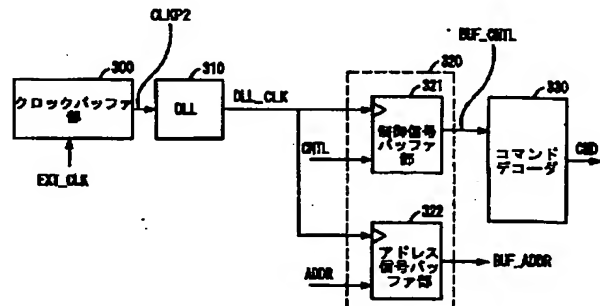 CLKP2
BUF_CNTL
300
310
320
321
330
クロックバッファ
部
DLL
DLL_CLK
制御信号
バッファ
部
コマンド
デコーダ
CMD
CNTL
EXT_CLK
322
アドレス
信号バッ
ファ部
ADDR
BUF_ADDR